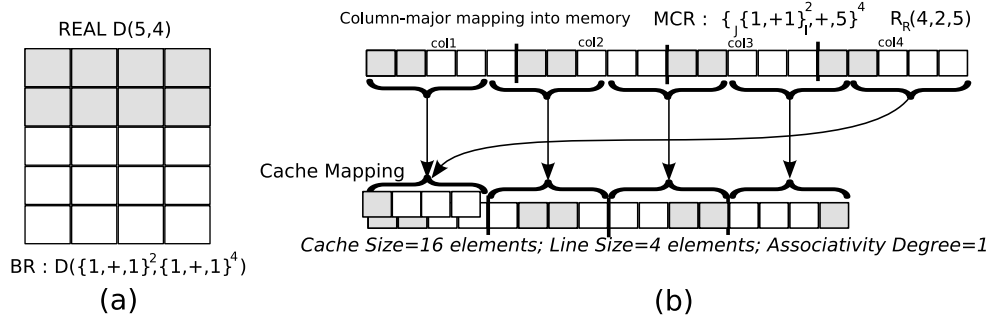 REAL D(5,4)
BR : D({1,+,1}²,{1,+,1}⁴)
(a)
Column-major mapping into memory MCR : {J{1,+1}²I,+,5}⁴ RR(4,2,5)
col1 col2 col3 col4
Cache Mapping
Cache Size=16 elements; Line Size=4 elements; Associativity Degree=1
(b)